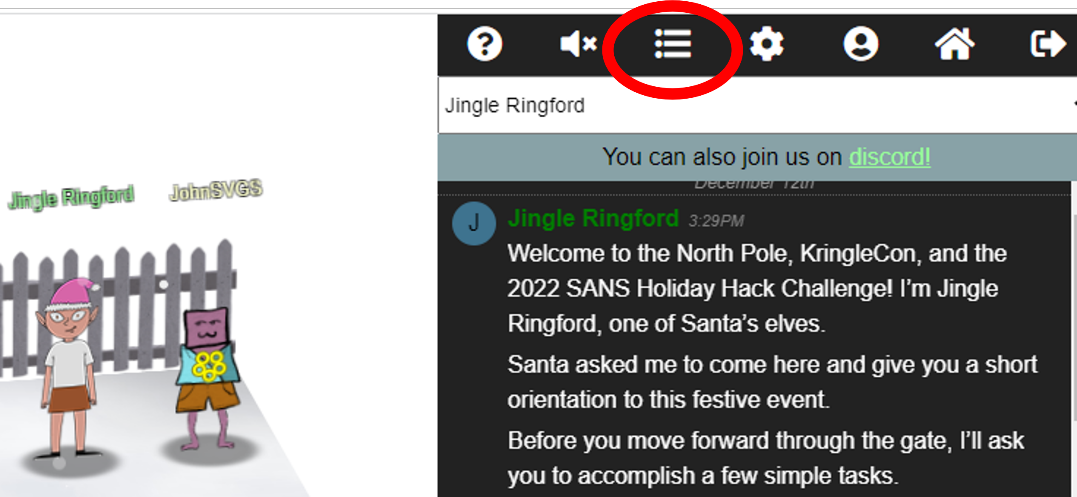 Jingle Ringford
You can also join us on discord!
December 12th
Jingle Ringford JohnSVGS
J Jingle Ringford 3:29PM
Welcome to the North Pole, KringleCon, and the
2022 SANS Holiday Hack Challenge! I’m Jingle
Ringford, one of Santa’s elves.
Santa asked me to come here and give you a short
orientation to this festive event.
Before you move forward through the gate, I’ll ask
you to accomplish a few simple tasks.